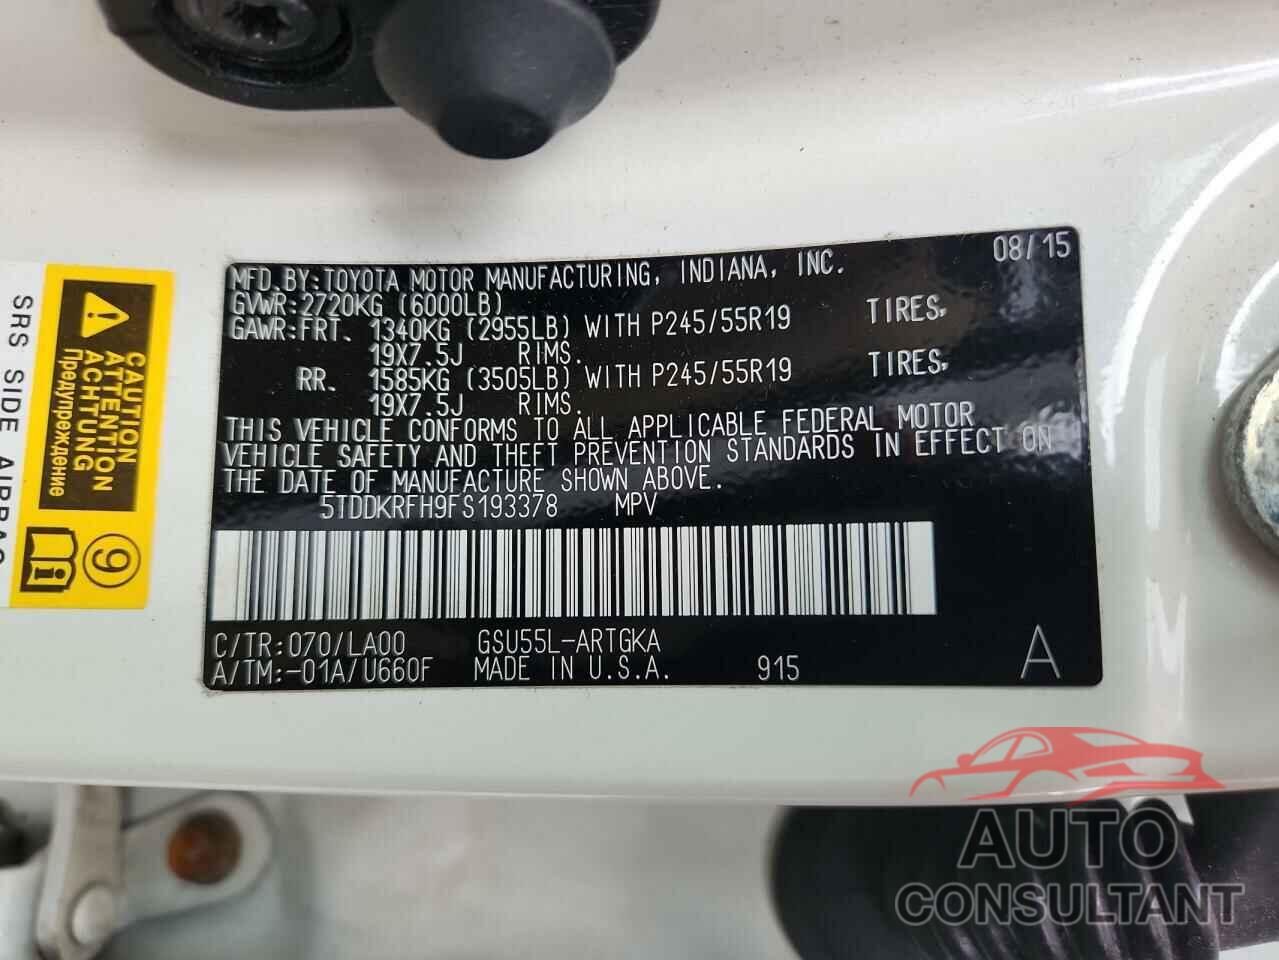 MFD.BY:TOYOTA MOTOR MANUFACTURING, INDIANA, INC. 08/15
GVWR:2720KG (6000LB)
GAWR:FRT. 1340KG (2955LB) WITH P245/55R19 TIRES,
19X7.5J RIMS.
RR. 1585KG (3505LB) WITH P245/55R19 TIRES,
19X7.5J RIMS.
THIS VEHICLE CONFORMS TO ALL APPLICABLE FEDERAL MOTOR
VEHICLE SAFETY AND THEFT PREVENTION STANDARDS IN EFFECT ON
THE DATE OF MANUFACTURE SHOWN ABOVE.
5TDDKRFH9FS193378 MPV
C/TR:070/LA00 GSU55L-ARTGKA
A/TM:-01A/U660F MADE IN U.S.A. 915 A
CAUTION
ATTENTION
ACHTUNG
Предупреждение
9
i
SRS SIDE AIRBAG
AUTO
CONSULTANT